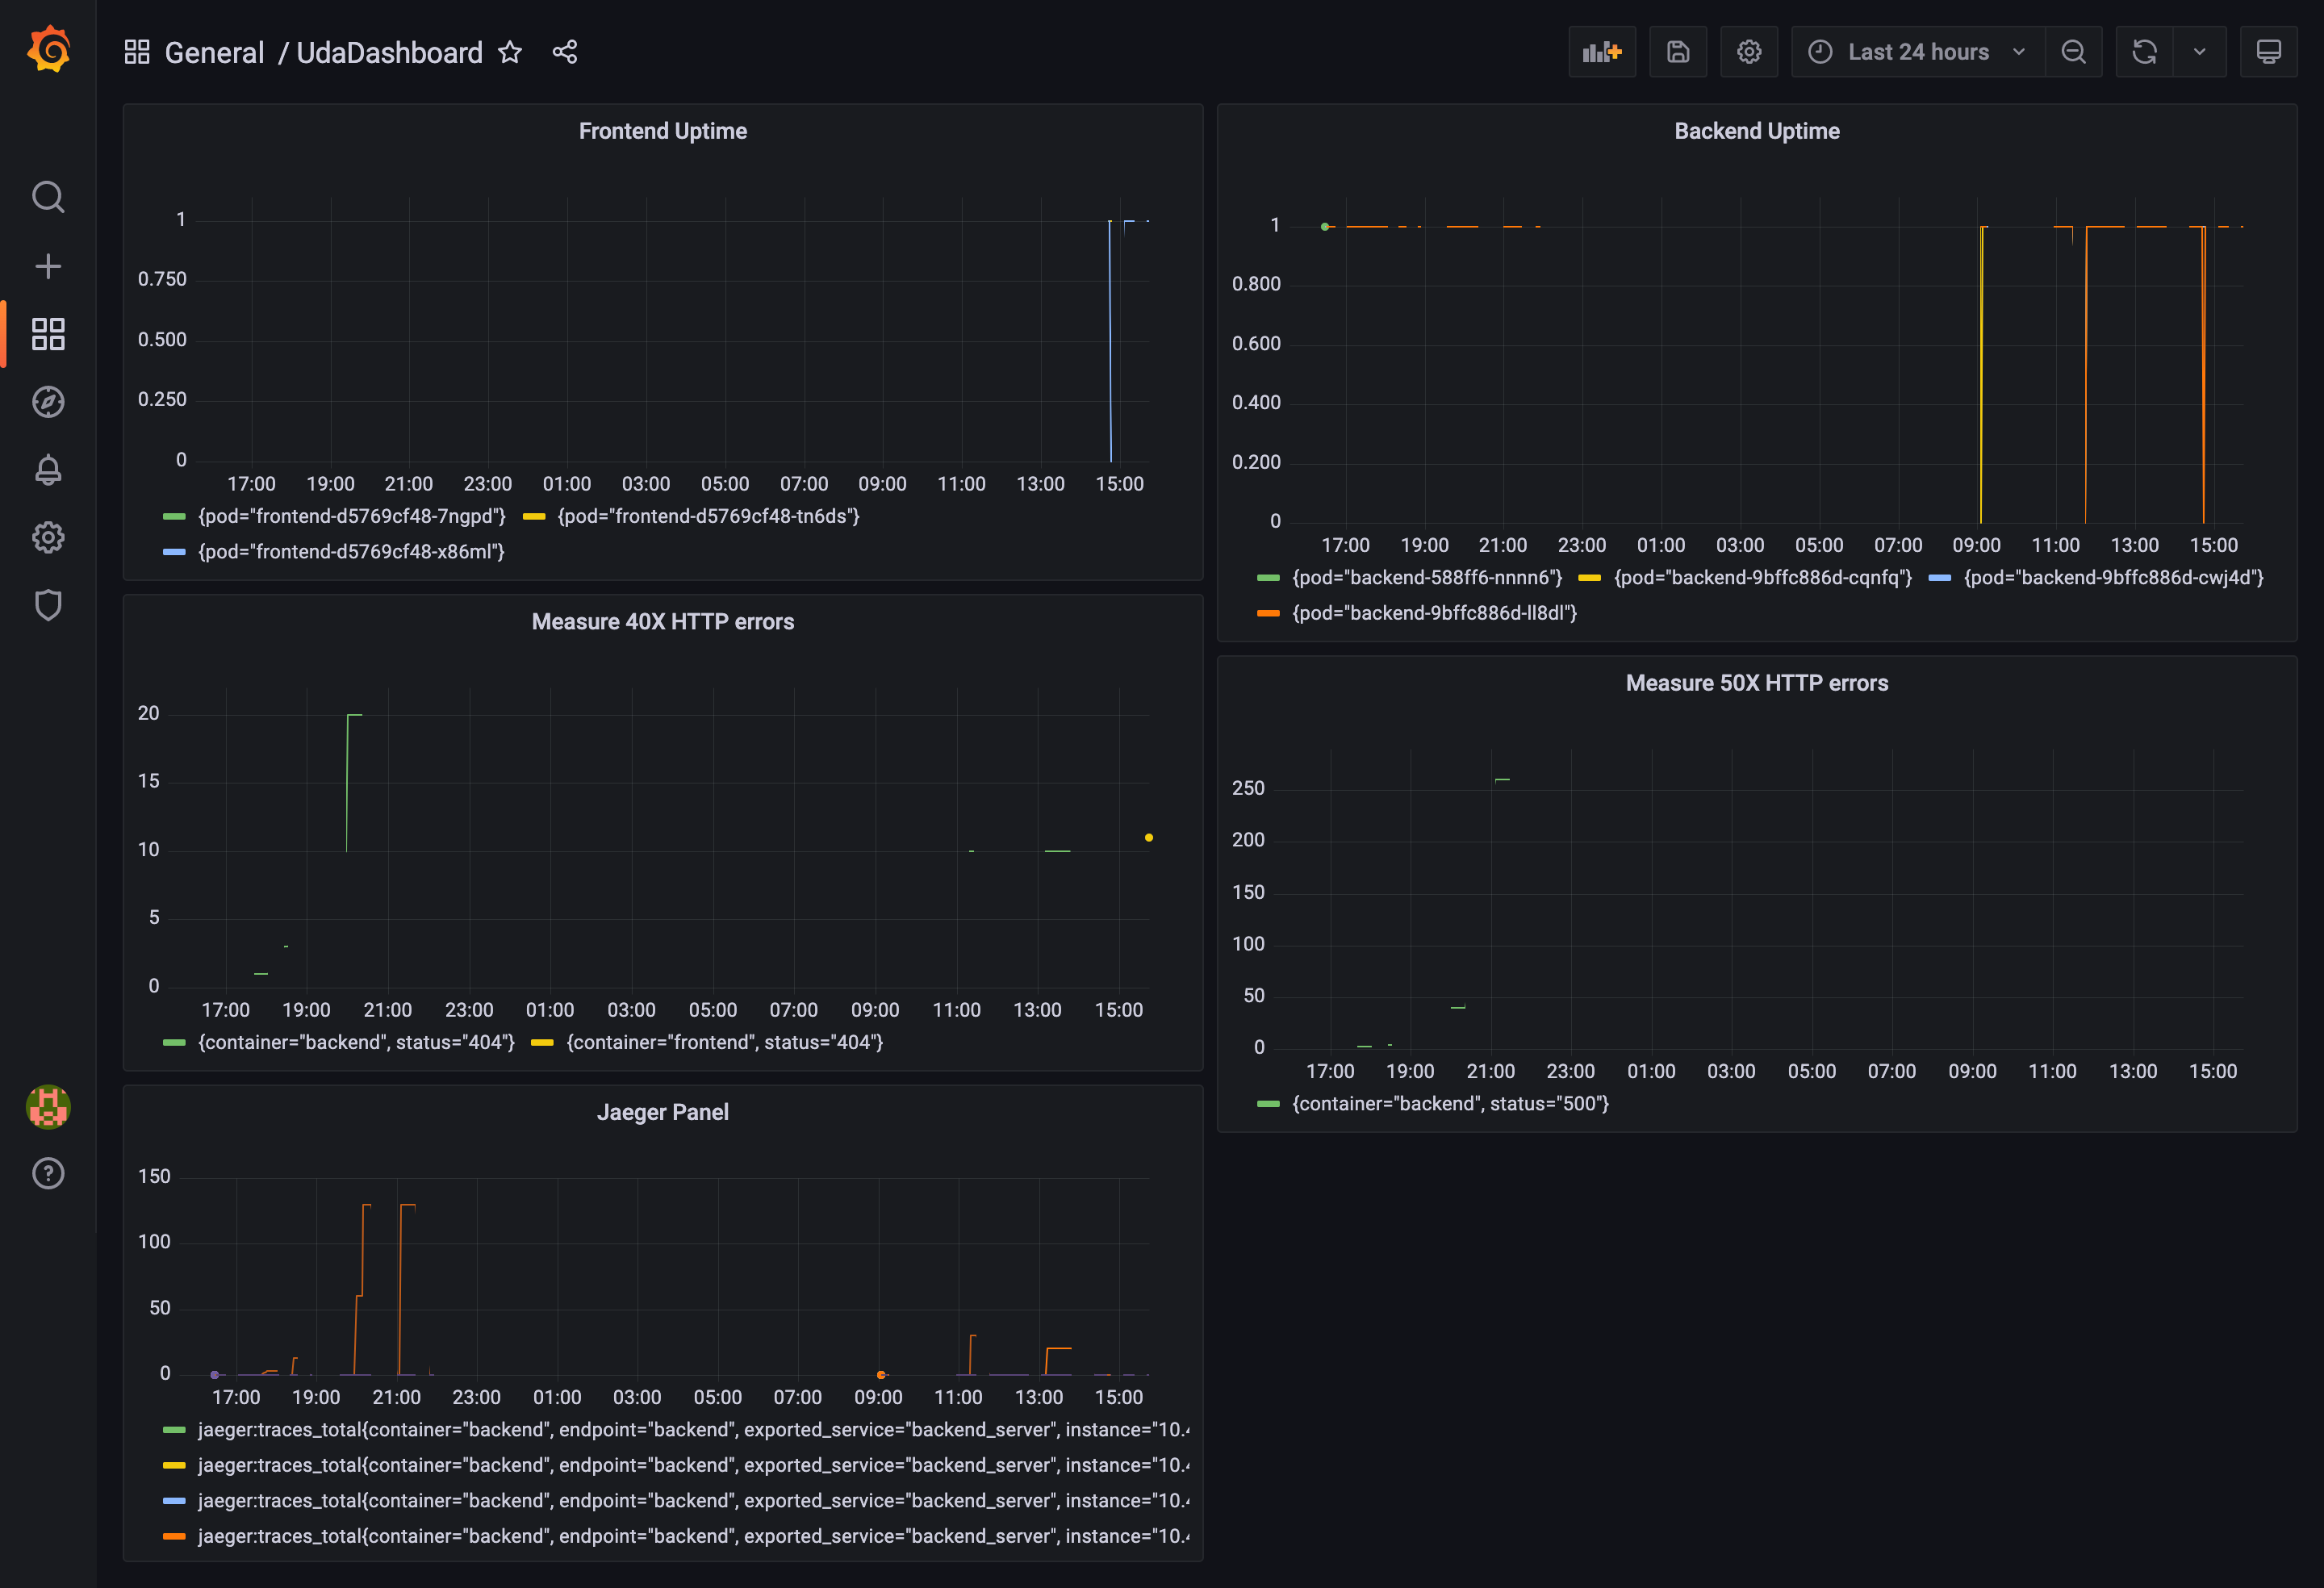 General / UdaDashboard
Last 24 hours
Frontend Uptime
1
0.750
0.500
0.250
0
17:00 19:00 21:00 23:00 01:00 03:00 05:00 07:00 09:00 11:00 13:00 15:00
{pod="frontend-d5769cf48-7ngpd"} {pod="frontend-d5769cf48-tn6ds"}
{pod="frontend-d5769cf48-x86ml"}
Backend Uptime
1
0.800
0.600
0.400
0.200
0
17:00 19:00 21:00 23:00 01:00 03:00 05:00 07:00 09:00 11:00 13:00 15:00
{pod="backend-588ff6-nnnn6"} {pod="backend-9bffc886d-cqnfq"} {pod="backend-9bffc886d-cwj4d"}
{pod="backend-9bffc886d-ll8dl"}
Measure 40X HTTP errors
20
15
10
5
0
17:00 19:00 21:00 23:00 01:00 03:00 05:00 07:00 09:00 11:00 13:00 15:00
{container="backend", status="404"} {container="frontend", status="404"}
Measure 50X HTTP errors
250
200
150
100
50
0
17:00 19:00 21:00 23:00 01:00 03:00 05:00 07:00 09:00 11:00 13:00 15:00
{container="backend", status="500"}
Jaeger Panel
150
100
50
0
17:00 19:00 21:00 23:00 01:00 03:00 05:00 07:00 09:00 11:00 13:00 15:00
jaeger:traces_total{container="backend", endpoint="backend", exported_service="backend_server", instance="10.4
jaeger:traces_total{container="backend", endpoint="backend", exported_service="backend_server", instance="10.4
jaeger:traces_total{container="backend", endpoint="backend", exported_service="backend_server", instance="10.4
jaeger:traces_total{container="backend", endpoint="backend", exported_service="backend_server", instance="10.4